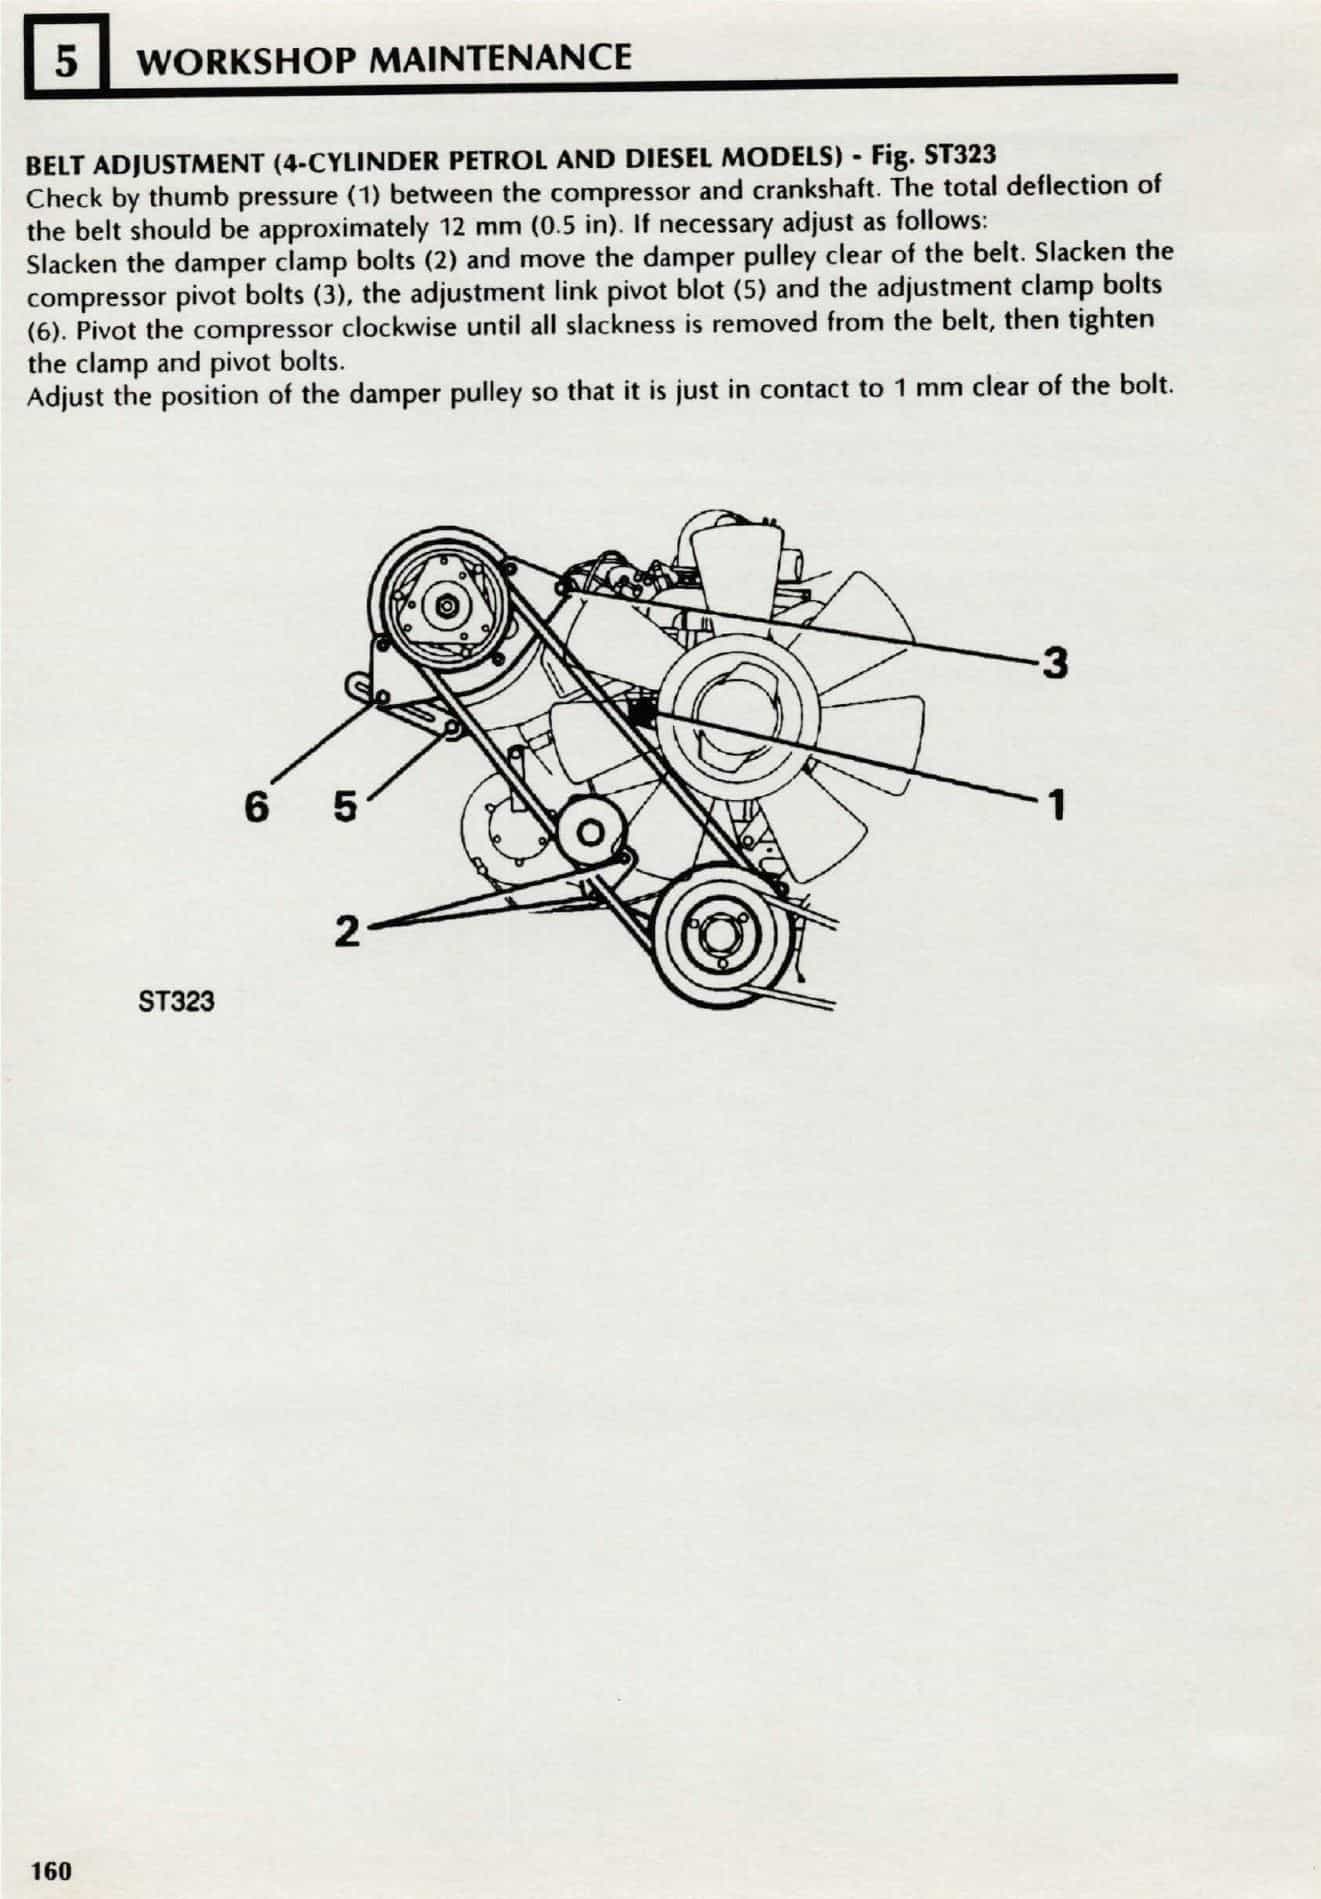 5 WORKSHOP MAINTENANCE
BELT ADJUSTMENT (4-CYLINDER PETROL AND DIESEL MODELS) - Fig. ST323
Check by thumb pressure (1) between the compressor and crankshaft. The total deflection of
the belt should be approximately 12 mm (0.5 in). If necessary adjust as follows:
Slacken the damper clamp bolts (2) and move the damper pulley clear of the belt. Slacken the
compressor pivot bolts (3), the adjustment link pivot blot (5) and the adjustment clamp bolts
(6). Pivot the compressor clockwise until all slackness is removed from the belt, then tighten
the clamp and pivot bolts.
Adjust the position of the damper pulley so that it is just in contact to 1 mm clear of the bolt.
3
6 5 1
2
ST323
160